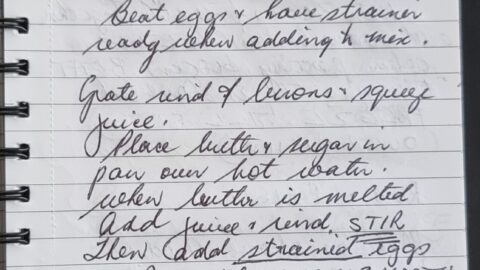 Beat eggs & have strainer
ready when adding to mix.
Grate rind of lemons & squeeze
juice.
Place butter & sugar in
pan over hot water.
when butter is melted
Add juice & rind. STIR
Then add strained eggs